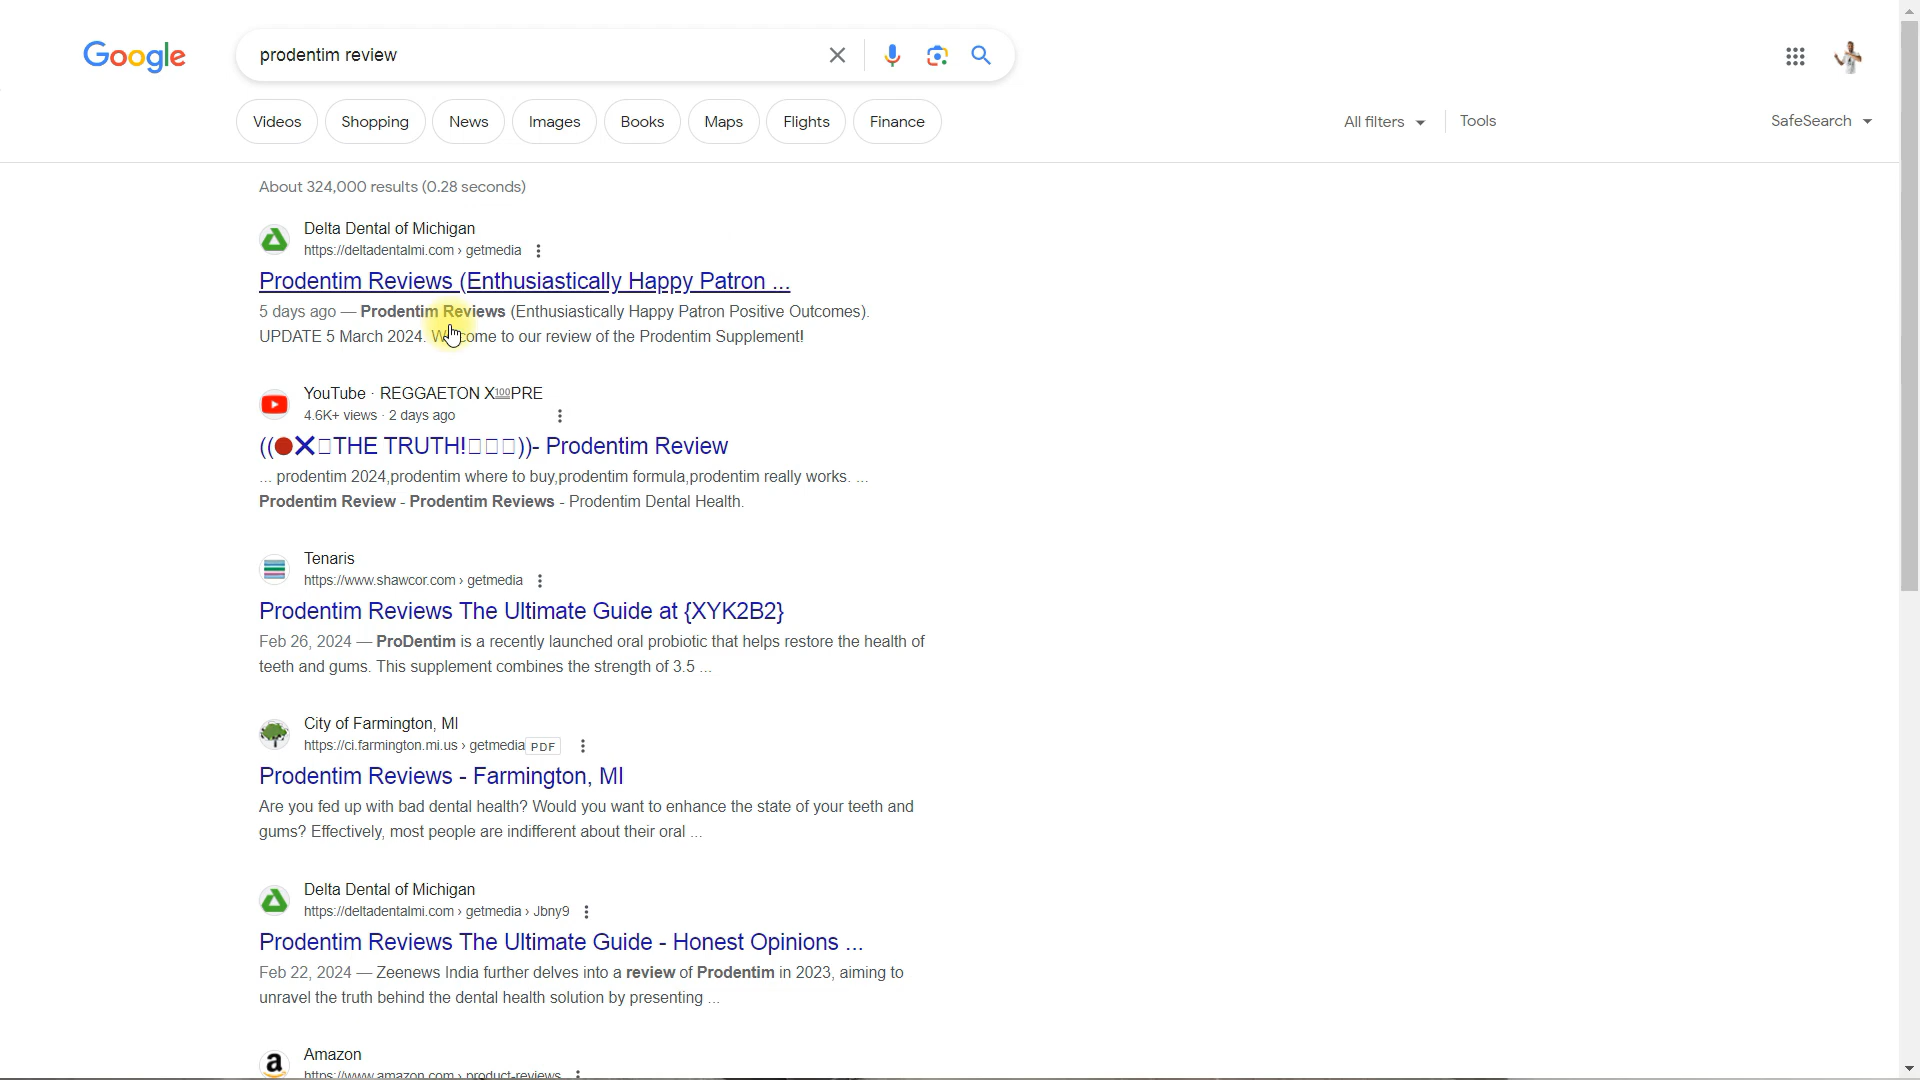 Google
prodentim review
Videos
Shopping
News
Images
Books
Maps
Flights
Finance
All filters
Tools
SafeSearch
About 324,000 results (0.28 seconds)
Delta Dental of Michigan
https://deltadentalmi.com › getmedia
Prodentim Reviews (Enthusiastically Happy Patron ...
5 days ago — Prodentim Reviews (Enthusiastically Happy Patron Positive Outcomes).
UPDATE 5 March 2024. Welcome to our review of the Prodentim Supplement!
YouTube · REGGAETON X💯PRE
4.6K+ views · 2 days ago
((🔴❌▯THE TRUTH!▯▯▯))- Prodentim Review
... prodentim 2024,prodentim where to buy,prodentim formula,prodentim really works. ...
Prodentim Review - Prodentim Reviews - Prodentim Dental Health.
Tenaris
https://www.shawcor.com › getmedia
Prodentim Reviews The Ultimate Guide at {XYK2B2}
Feb 26, 2024 — ProDentim is a recently launched oral probiotic that helps restore the health of
teeth and gums. This supplement combines the strength of 3.5 ...
City of Farmington, MI
https://ci.farmington.mi.us › getmedia PDF
Prodentim Reviews - Farmington, MI
Are you fed up with bad dental health? Would you want to enhance the state of your teeth and
gums? Effectively, most people are indifferent about their oral ...
Delta Dental of Michigan
https://deltadentalmi.com › getmedia › Jbny9
Prodentim Reviews The Ultimate Guide - Honest Opinions ...
Feb 22, 2024 — Zeenews India further delves into a review of Prodentim in 2023, aiming to
unravel the truth behind the dental health solution by presenting ...
Amazon
https://www.amazon.com › product-reviews